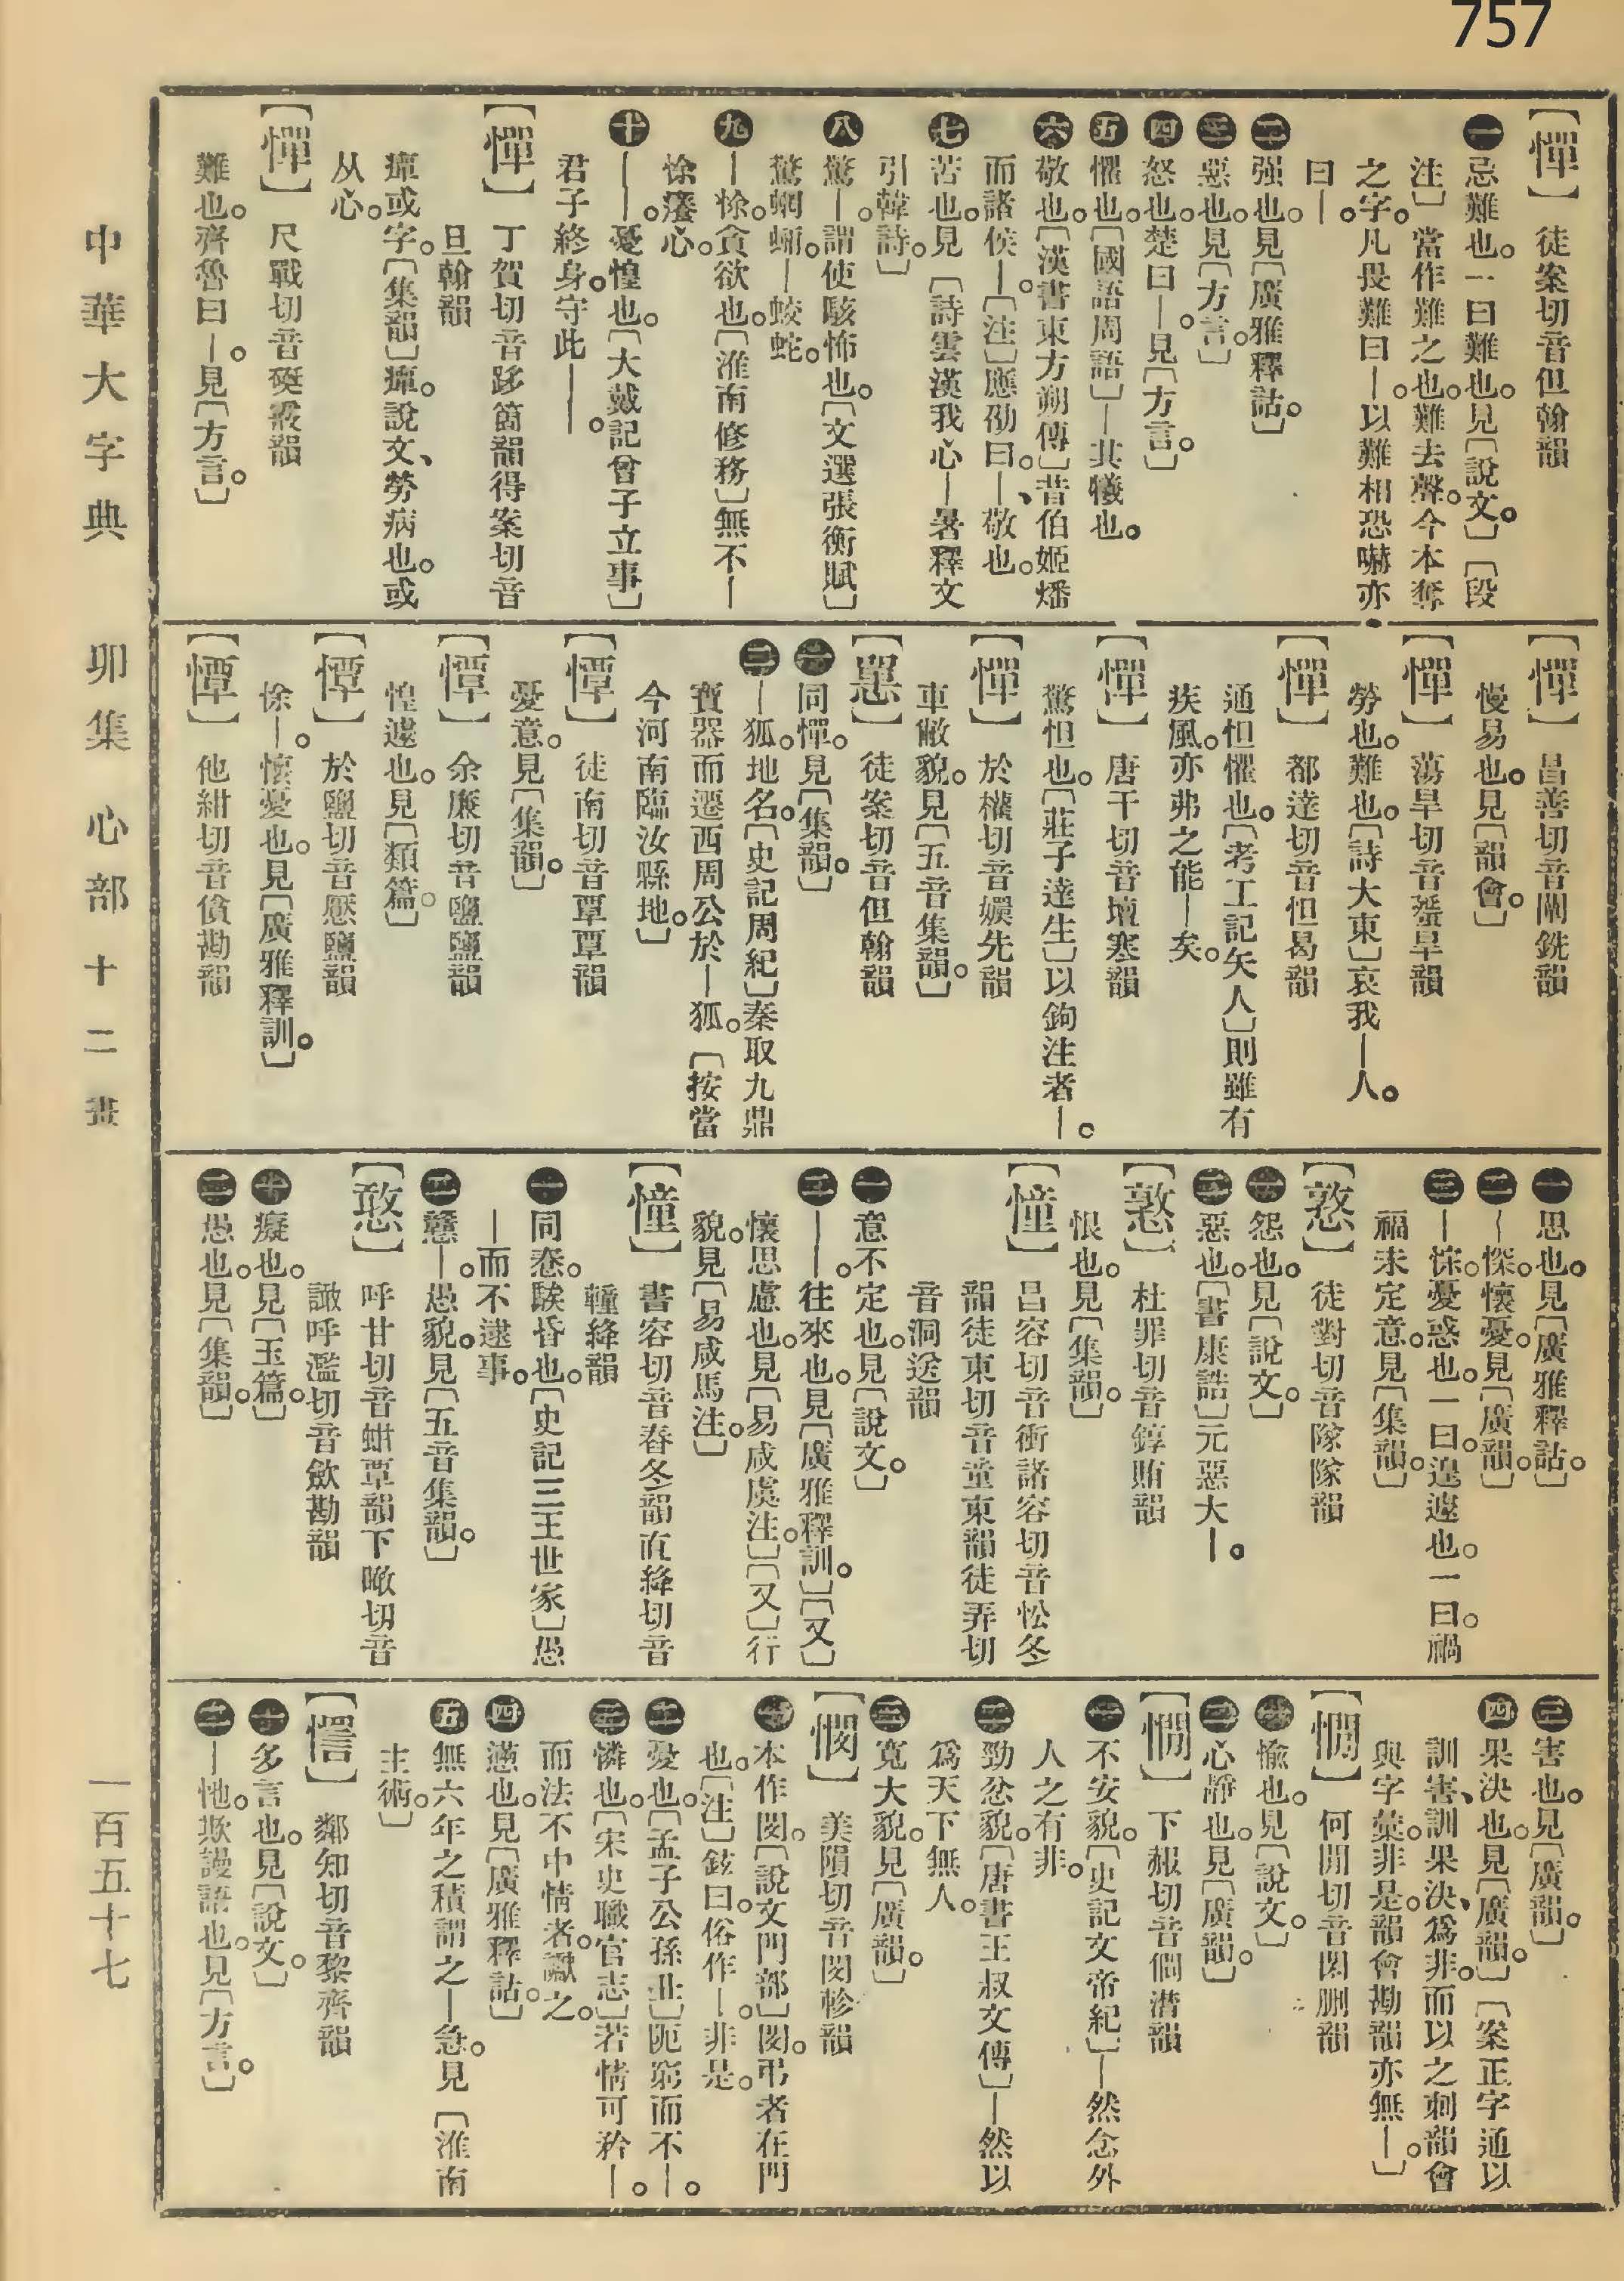 757
【憚】徒案切音但翰韻
㊀忌難也。一曰難也。見〔說文。〕〔段
注〕當作難之也。難去聲。今本奪
之字。凡畏難曰—。以難相恐嚇亦
曰—。
㊁强也。見〔廣雅釋詁。〕
㊂惡也。見〔方言。〕
㊃怒也。楚曰—。見〔方言。〕
㊄懼也。〔國語周語〕—其犧也。
㊅敬也。〔漢書東方朔傳〕昔伯姬燔
而諸侯—。〔注〕應劭曰。—、敬也。
㊆苦也。見〔詩雲漢我心—暑釋文
引韓詩。〕
㊇驚—。謂使駭怖也。〔文選張衡賦〕
驚蝄蜽—蛟蛇。
㊈—悇。貪欲也。〔淮南修務〕無不—
悇癢心。
㊉——。憂惶也。〔大戴記曾子立事〕
君子終身。守此——。
【憚】丁賀切音跢箇韻得案切音
旦翰韻
癉或字。〔集韻〕癉。說文、勞病也。或
从心。
【憚】尺戰切音硟霰韻
難也。齊魯曰—。見〔方言。〕
【憚】昌善切音闡銑韻
慢易也。見〔韻會。〕
【憚】蕩旱切音蜑旱韻
勞也。難也。〔詩大東〕哀我—人。
【憚】都達切音怛曷韻
通怛懼也。〔考工記矢人〕則雖有
疾風。亦弗之能—矣。
【憚】唐干切音壇寒韻
驚怛也。〔莊子達生〕以鉤注者—。
【憚】於權切音嬽先韻
車敝貌。見〔五音集韻。〕
【憚】徒案切音但翰韻
㊀同憚。見〔集韻。〕
㊁—狐。地名。〔史記周紀〕秦取九鼎
寶器而遷西周公於—狐。〔按當
今河南臨汝縣地。〕
【憛】徒南切音覃覃韻
憂意。見〔集韻。〕
【憛】余廉切音鹽鹽韻
惶遽也。見〔類篇。〕
【憛】於鹽切音懕鹽韻
悇—。懷憂也。見〔廣雅釋訓。〕
【憛】他紺切音僋勘韻
㊀思也。見〔廣雅釋詁。〕
㊁—悇。懷憂。見〔廣韻。〕
㊂—悇。憂惑也。一曰。遑遽也。一曰。禍
福未定意。見〔集韻。〕
【憝】徒對切音隊隊韻
㊀怨也。見〔說文。〕
㊁惡也。〔書康誥〕元惡大—。
【憝】杜罪切音錞賄韻
恨也。見〔集韻。〕
【憧】昌容切音衝諸容切音忪冬
韻徒東切音童東韻徒弄切
音洞送韻
㊀意不定也。見〔說文。〕
㊁——。往來也。見〔廣雅釋訓。〕〔又〕
懷思慮也。見〔易咸虞注。〕〔又〕行
貌。見〔易咸馬注。〕
【憧】書容切音舂冬韻直絳切音
轞絳韻
㊀同惷。騃昏也。〔史記三王世家〕愚
—而不逮事。
㊁戇—。愚貌。見〔五音集韻。〕
【憨】呼甘切音蚶覃韻下瞰切音
譀呼濫切音歛勘韻
㊀癡也。見〔玉篇。〕
㊁愚也。見〔集韻。〕
㊂害也。見〔廣韻。〕
㊃果決也。見〔廣韻。〕〔案正字通以
訓害、訓果決、爲非。而以之刺韻會
與字彙。非是。韻會勘韻亦無—。〕
【憪】何閒切音閑刪韻
㊀愉也。見〔說文。〕
㊁心靜也。見〔廣韻。〕
【憪】下赧切音僩潸韻
㊀不安貌。〔史記文帝紀〕—然念外
人之有非。
㊁勁忿貌。〔唐書王叔文傳〕—然以
爲天下無人。
㊂寬大貌。見〔廣韻。〕
【憫】美隕切音閔軫韻
㊀本作閔。〔說文門部〕閔。弔者在門
也。〔注〕鉉曰。俗作—。非是。
㊁憂也。〔孟子公孫丑〕阨窮而不—。
㊂憐也。〔宋史職官志〕若情可矜—。
而法不中情者。讞之。
㊃懣也。見〔廣雅釋詁。〕
㊄無六年之積謂之—急。見〔淮南
主術。〕
【㦒】鄰知切音黎齊韻
㊀多言也。見〔說文。〕
㊁—忚。欺謾語也。見〔方言。〕
中華大字典　卯集　心部　十二畫
一百五十七